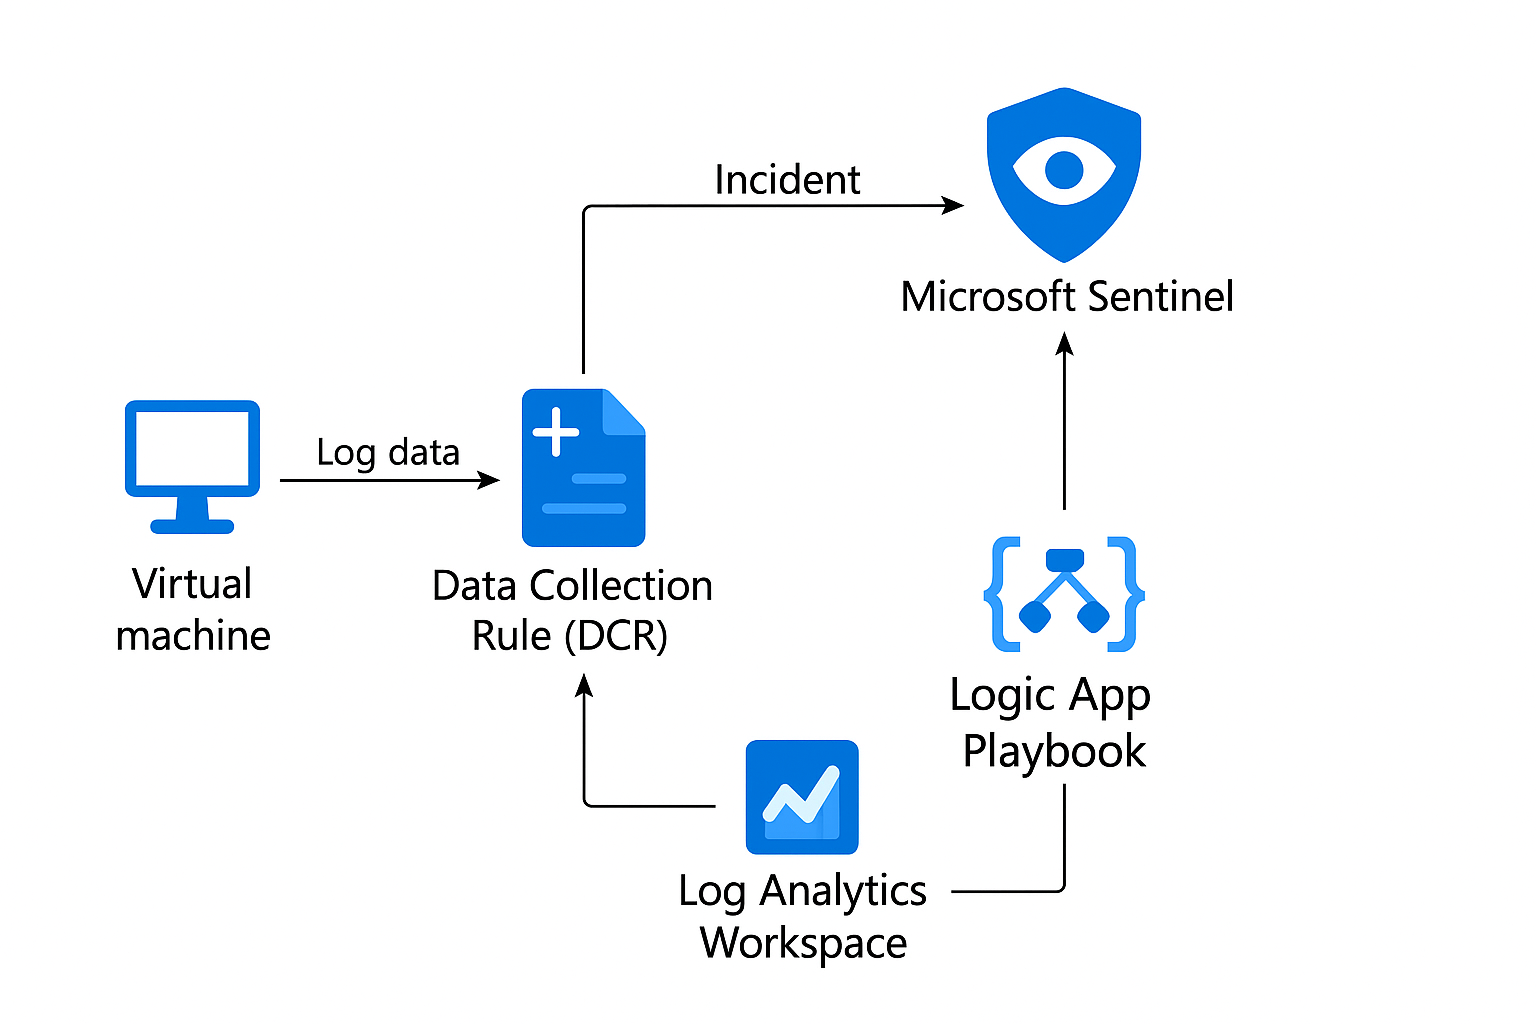 Incident
Microsoft Sentinel
Log data
Virtual
machine
Data Collection
Rule (DCR)
Logic App
Playbook
Log Analytics
Workspace